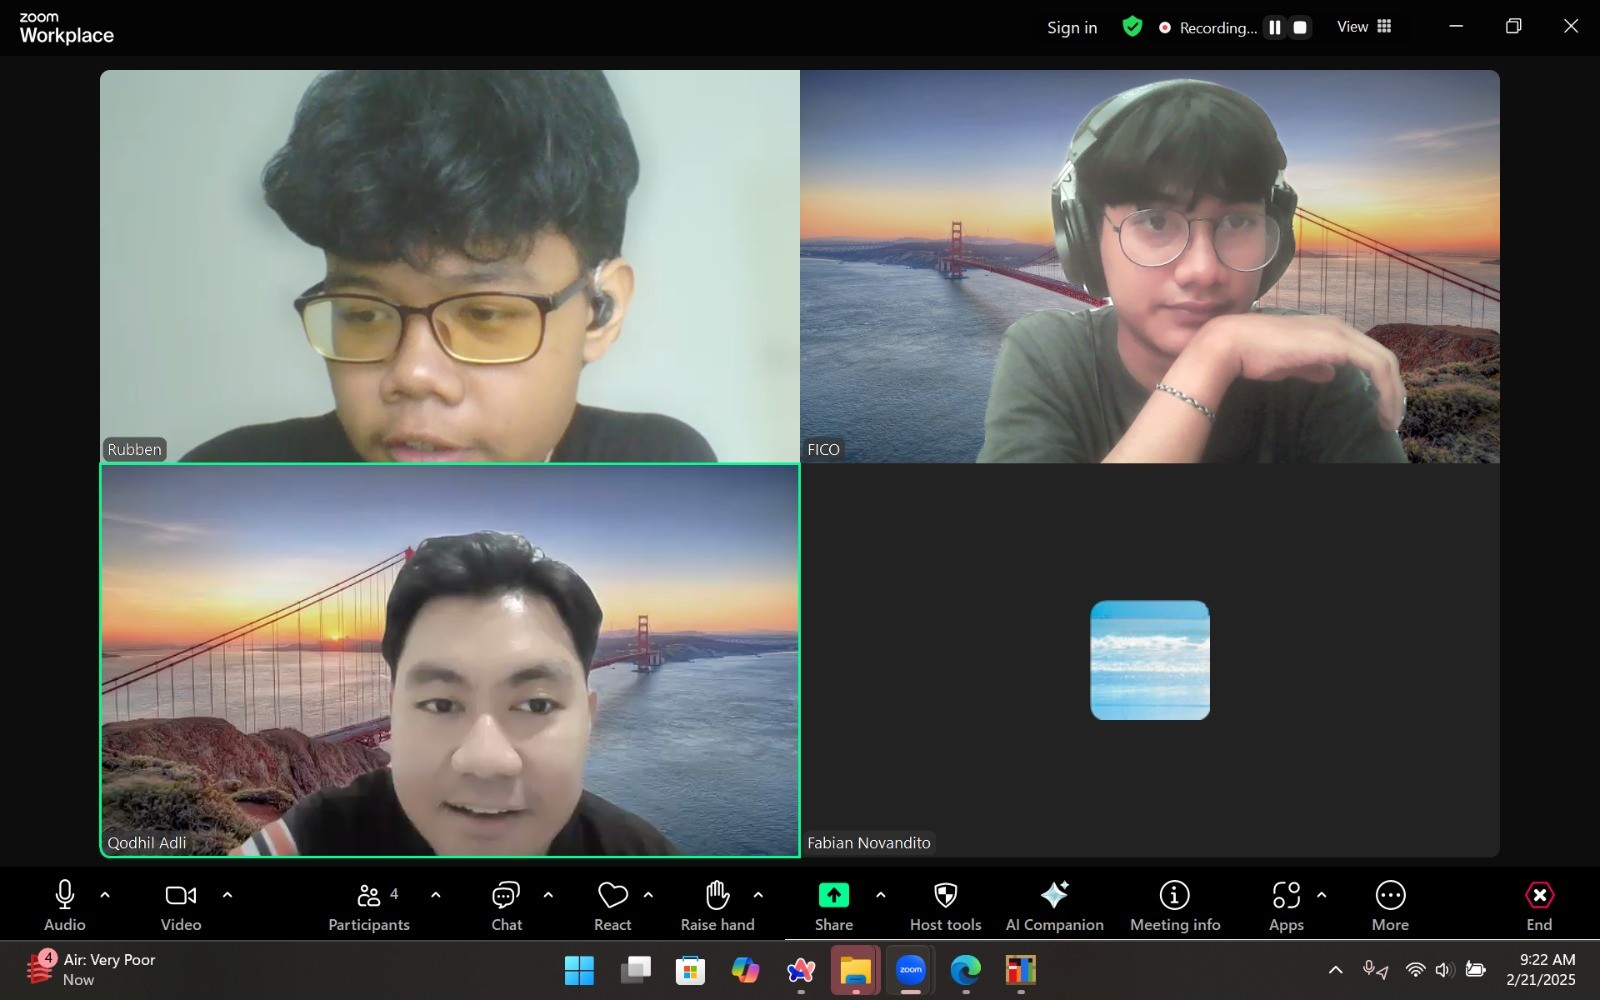 zoom
Workplace
Sign in
Recording...
View
Rubben
FICO
Qodhil Adli
Fabian Novandito
Audio
Video
4
Participants
Chat
React
Raise hand
Share
Host tools
AI Companion
Meeting info
Apps
More
End
4
Air: Very Poor
Now
zoom
9:22 AM
2/21/2025